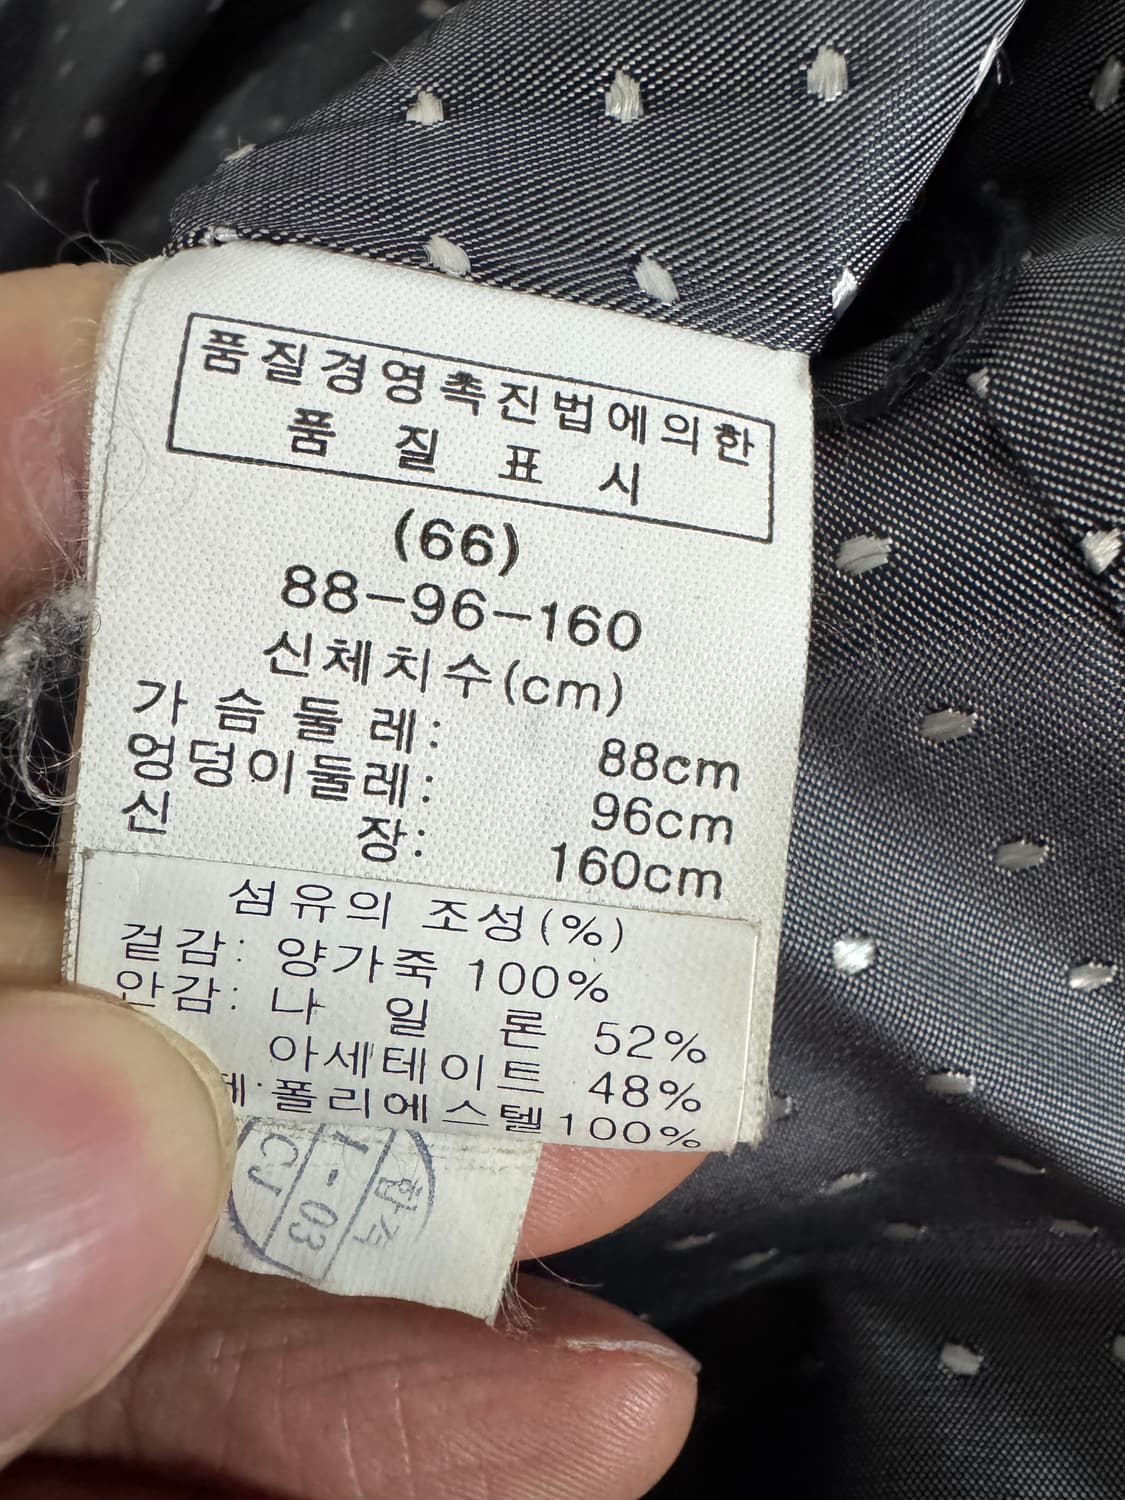 품질경영촉진법에의한
품 질 표 시
(66)
88-96-160
신체치수(cm)
가 슴 둘 레: 88cm
엉덩이둘레: 96cm
신 장: 160cm
섬유의 조성(%)
겉감: 양가죽 100%
안감: 나 일 론 52%
아세테이트 48%
폴리에스텔100%
합격
-03
CJ